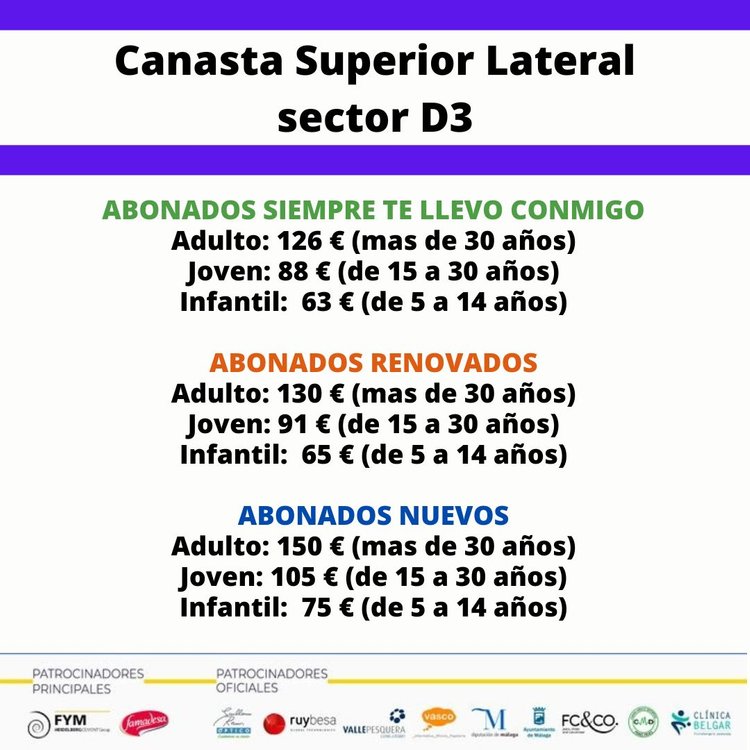 Canasta Superior Lateral
sector D3
ABONADOS SIEMPRE TE LLEVO CONMIGO
Adulto: 126 € (mas de 30 años)
Joven: 88 € (de 15 a 30 años)
Infantil:  63 € (de 5 a 14 años)
ABONADOS RENOVADOS
Adulto: 130 € (mas de 30 años)
Joven: 91 € (de 15 a 30 años)
Infantil:  65 € (de 5 a 14 años)
ABONADOS NUEVOS
Adulto: 150 € (mas de 30 años)
Joven: 105 € (de 15 a 30 años)
Infantil:  75 € (de 5 a 14 años)
PATROCINADORES
PRINCIPALES
PATROCINADORES
OFICIALES
FYM
HEIDELBERGCEMENT Group
famadesa
ÓPTICO
ruybesa
VALLEPESQUERA
vasco
M
diputación de málaga
Ayuntamiento
de Málaga
FC&CO.
CMD
CLÍNICA
BELGAR